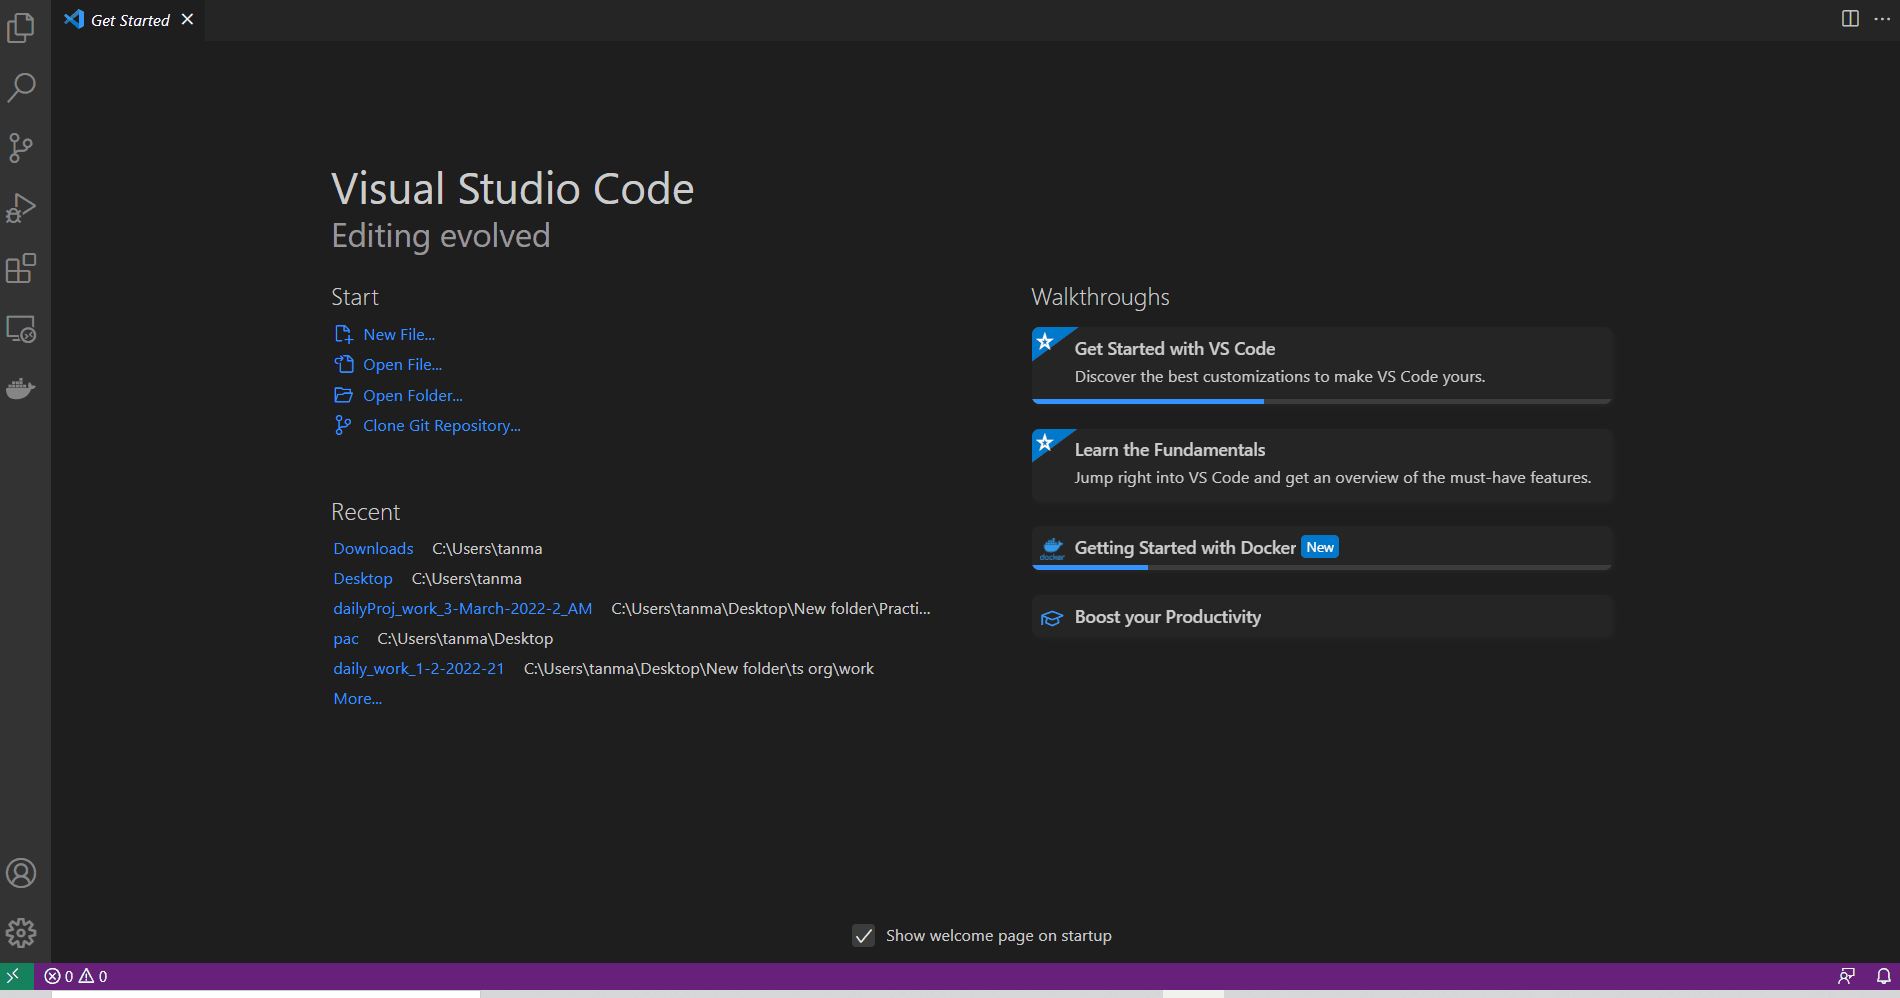 Get Started
Visual Studio Code
Editing evolved
Start
New File...
Open File...
Open Folder...
Clone Git Repository...
Recent
Downloads C:\Users\tanma
Desktop C:\Users\tanma
dailyProj_work_3-March-2022-2_AM C:\Users\tanma\Desktop\New folder\Practi...
pac C:\Users\tanma\Desktop
daily_work_1-2-2022-21 C:\Users\tanma\Desktop\New folder\ts org\work
More...
Walkthroughs
Get Started with VS Code
Discover the best customizations to make VS Code yours.
Learn the Fundamentals
Jump right into VS Code and get an overview of the must-have features.
docker
Getting Started with Docker New
Boost your Productivity
Show welcome page on startup
0 0